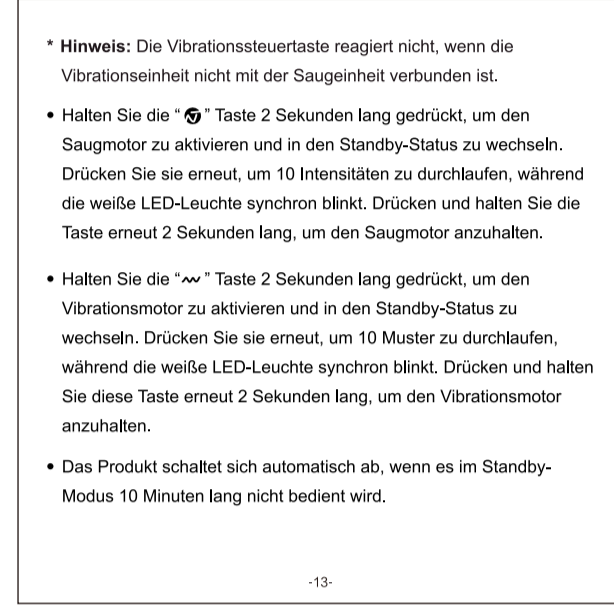 * Hinweis: Die Vibrationssteuertaste reagiert nicht, wenn die
Vibrationseinheit nicht mit der Saugeinheit verbunden ist.
• Halten Sie die “ ” Taste 2 Sekunden lang gedrückt, um den
Saugmotor zu aktivieren und in den Standby-Status zu wechseln.
Drücken Sie sie erneut, um 10 Intensitäten zu durchlaufen, während
die weiße LED-Leuchte synchron blinkt. Drücken und halten Sie die
Taste erneut 2 Sekunden lang, um den Saugmotor anzuhalten.
• Halten Sie die “ ” Taste 2 Sekunden lang gedrückt, um den
Vibrationsmotor zu aktivieren und in den Standby-Status zu
wechseln. Drücken Sie sie erneut, um 10 Muster zu durchlaufen,
während die weiße LED-Leuchte synchron blinkt. Drücken und halten
Sie diese Taste erneut 2 Sekunden lang, um den Vibrationsmotor
anzuhalten.
• Das Produkt schaltet sich automatisch ab, wenn es im Standby-
Modus 10 Minuten lang nicht bedient wird.
-13-